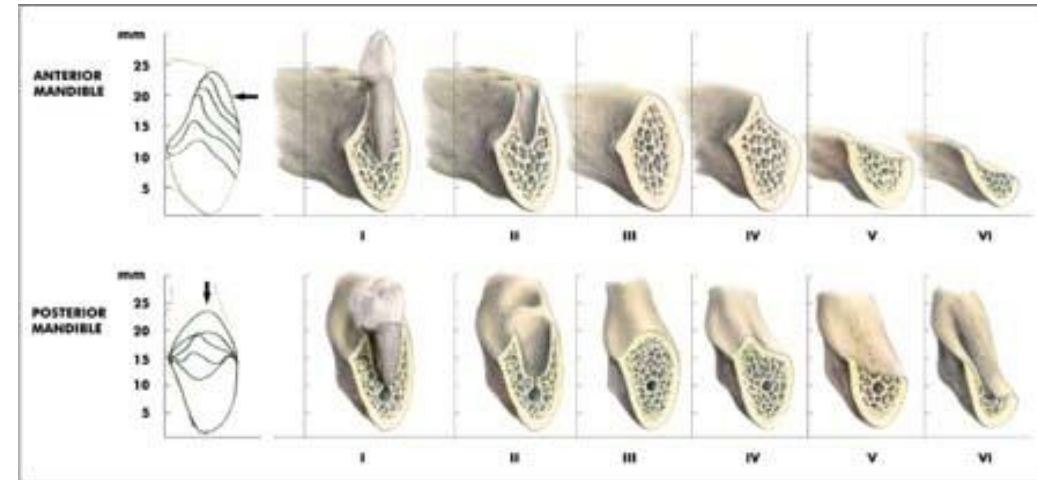 mm
ANTERIOR
MANDIBLE
25
20
15
10
5
I II III IV V VI
mm
POSTERIOR
MANDIBLE
25
20
15
10
5
I II III IV V VI